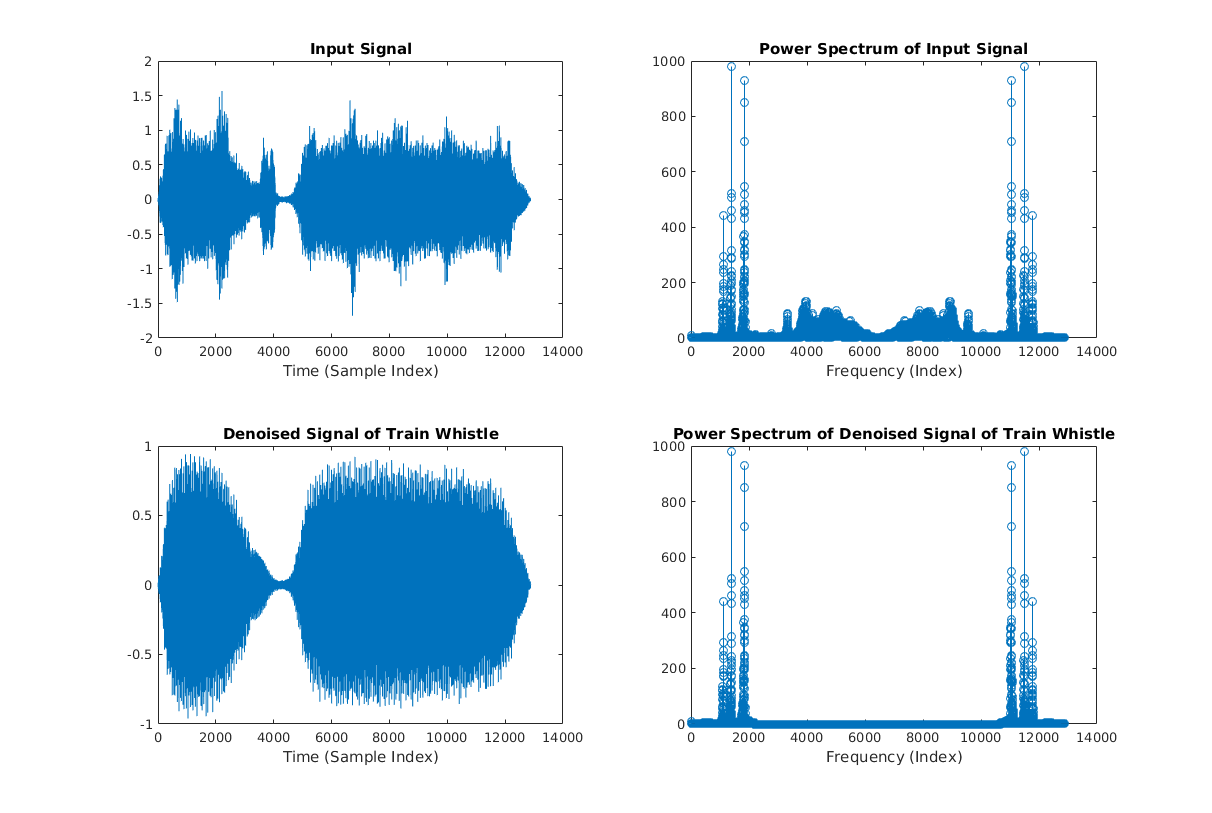 Input Signal
2
1.5
1
0.5
0
-0.5
-1
-1.5
-2
0 2000 4000 6000 8000 10000 12000 14000
Time (Sample Index)
Power Spectrum of Input Signal
1000
800
600
400
200
0
0 2000 4000 6000 8000 10000 12000 14000
Frequency (Index)
Denoised Signal of Train Whistle
1
0.5
0
-0.5
-1
0 2000 4000 6000 8000 10000 12000 14000
Time (Sample Index)
Power Spectrum of Denoised Signal of Train Whistle
1000
800
600
400
200
0
0 2000 4000 6000 8000 10000 12000 14000
Frequency (Index)